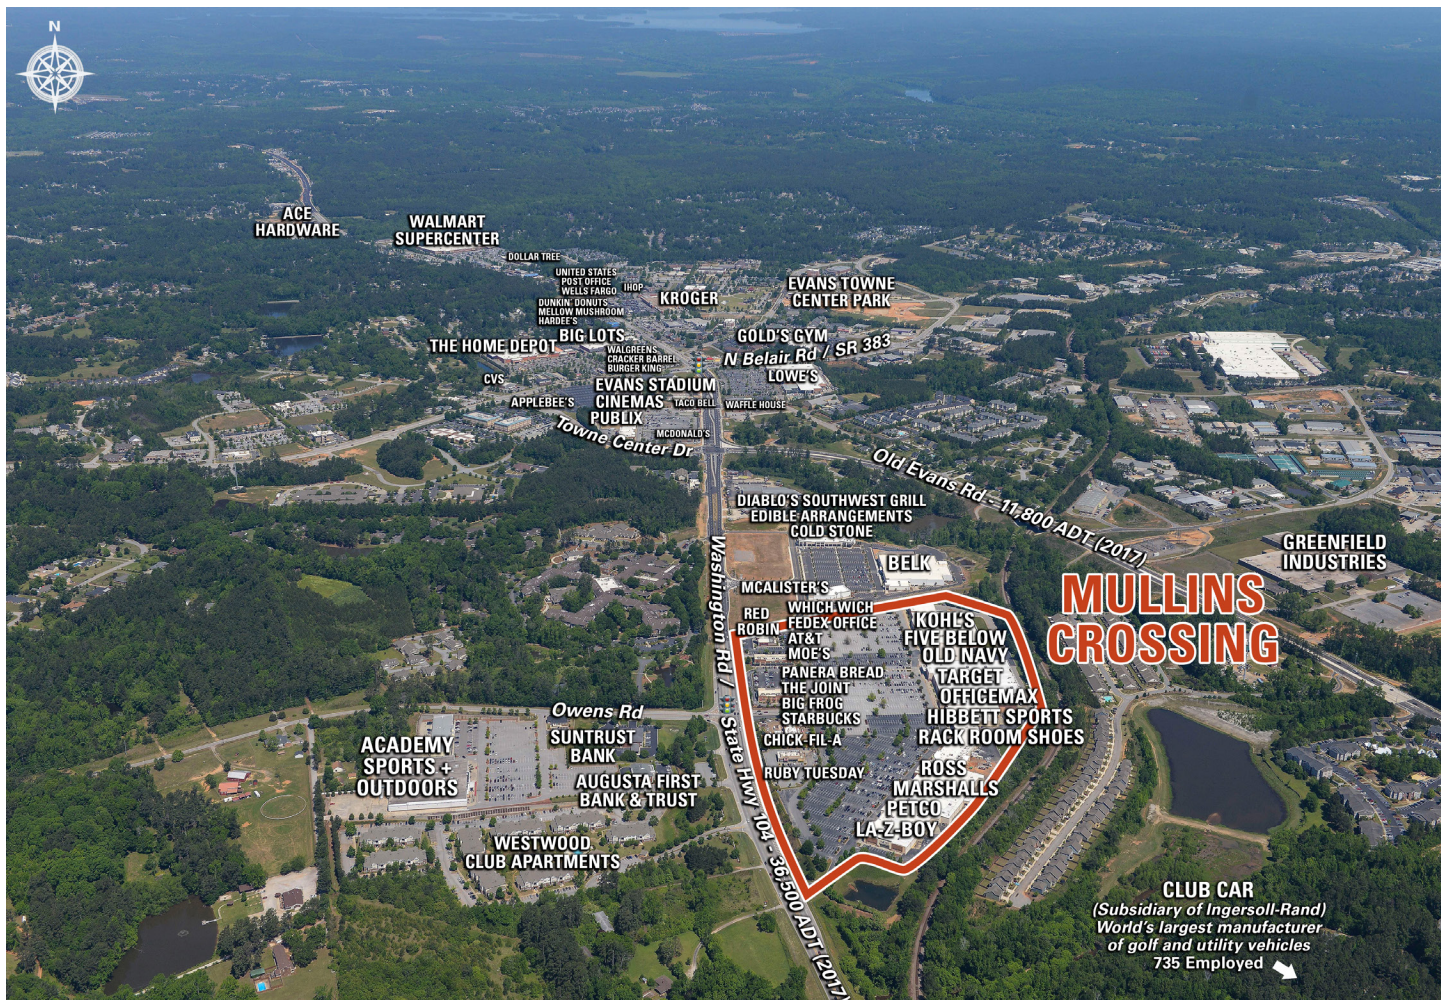 N
ACE
HARDWARE
WALMART
SUPERCENTER
DOLLAR TREE
UNITED STATES
POST OFFICE
WELLS FARGO
IHOP
DUNKIN' DONUTS
MELLOW MUSHROOM
HARDEE'S
KROGER
EVANS TOWNE
CENTER PARK
BIG LOTS
THE HOME DEPOT
GOLD'S GYM
N Belair Rd / SR 383
WALGREENS
CRACKER BARREL
BURGER KING
LOWE'S
CVS
EVANS STADIUM
CINEMAS
APPLEBEE'S
TACO BELL
WAFFLE HOUSE
PUBLIX
MCDONALD'S
Towne Center Dr
Old Evans Rd - 11,800 ADT (2017)
DIABLO'S SOUTHWEST GRILL
EDIBLE ARRANGEMENTS
COLD STONE
BELK
GREENFIELD
INDUSTRIES
MULLINS
CROSSING
MCALISTER'S
RED
ROBIN
WHICH WICH
FEDEX OFFICE
AT&T
MOE'S
KOHL'S
FIVE BELOW
OLD NAVY
TARGET
OFFICEMAX
HIBBETT SPORTS
RACK ROOM SHOES
PANERA BREAD
THE JOINT
BIG FROG
STARBUCKS
CHICK-FIL-A
RUBY TUESDAY
ROSS
MARSHALLS
PETCO
LA-Z-BOY
Washington Rd / State Hwy 104 - 36,500 ADT (2017)
Owens Rd
SUNTRUST
BANK
ACADEMY
SPORTS +
OUTDOORS
AUGUSTA FIRST
BANK & TRUST
WESTWOOD
CLUB APARTMENTS
CLUB CAR
(Subsidiary of Ingersoll-Rand)
World's largest manufacturer
of golf and utility vehicles
735 Employed